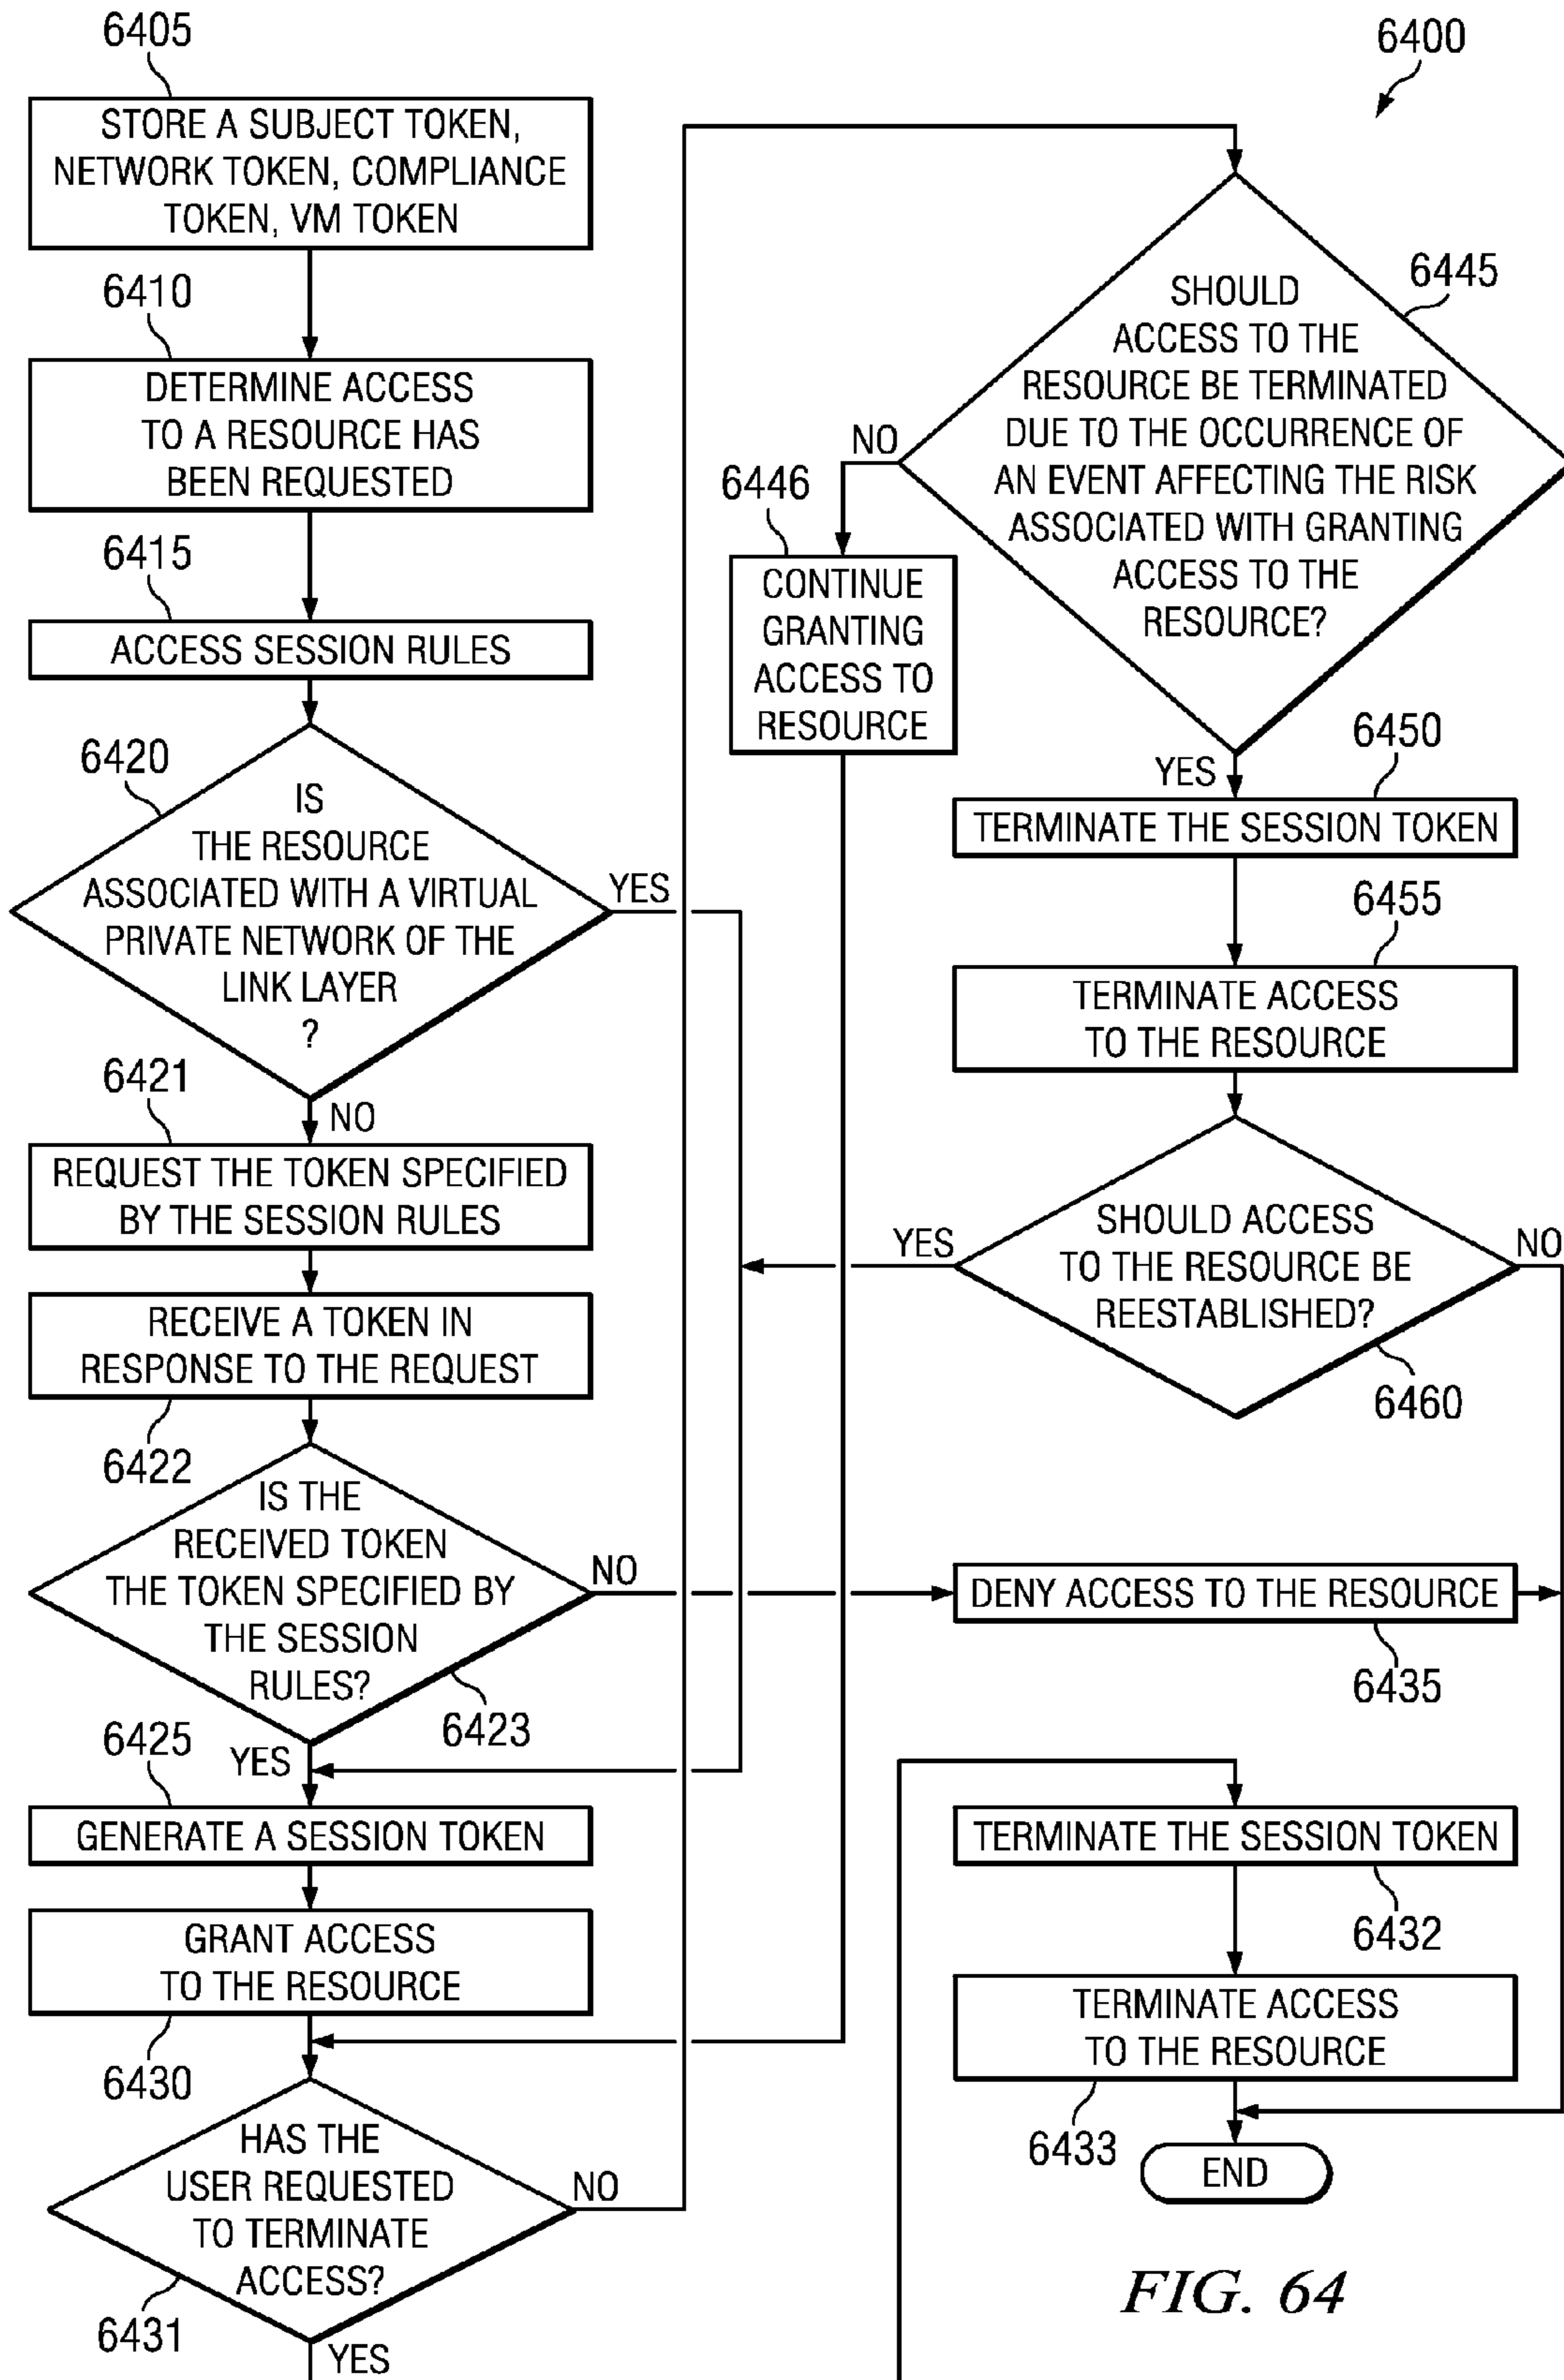 6405
STORE A SUBJECT TOKEN,
NETWORK TOKEN, COMPLIANCE
TOKEN, VM TOKEN
6410
DETERMINE ACCESS
TO A RESOURCE HAS
BEEN REQUESTED
6415
ACCESS SESSION RULES
6420
IS
THE RESOURCE
ASSOCIATED WITH A VIRTUAL
PRIVATE NETWORK OF THE
LINK LAYER
?
YES
NO
6421
REQUEST THE TOKEN SPECIFIED
BY THE SESSION RULES
RECEIVE A TOKEN IN
RESPONSE TO THE REQUEST
6422
IS THE
RECEIVED TOKEN
THE TOKEN SPECIFIED BY
THE SESSION
RULES?
NO
6423
YES
6425
GENERATE A SESSION TOKEN
GRANT ACCESS
TO THE RESOURCE
6430
HAS THE
USER REQUESTED
TO TERMINATE
ACCESS?
NO
6431
YES
6400
6445
SHOULD
ACCESS TO THE
RESOURCE BE TERMINATED
DUE TO THE OCCURRENCE OF
AN EVENT AFFECTING THE RISK
ASSOCIATED WITH GRANTING
ACCESS TO THE
RESOURCE?
NO
6446
CONTINUE
GRANTING
ACCESS TO
RESOURCE
YES
6450
TERMINATE THE SESSION TOKEN
6455
TERMINATE ACCESS
TO THE RESOURCE
SHOULD ACCESS
TO THE RESOURCE BE
REESTABLISHED?
YES
NO
6460
DENY ACCESS TO THE RESOURCE
6435
TERMINATE THE SESSION TOKEN
6432
TERMINATE ACCESS
TO THE RESOURCE
6433
END
FIG. 64